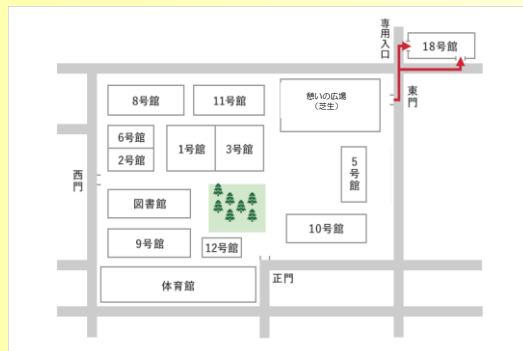 専用入口
18号館
8号館
11号館
憩いの広場
（芝生）
東門
6号館
2号館
1号館
3号館
5号館
西門
図書館
10号館
9号館
12号館
正門
体育館